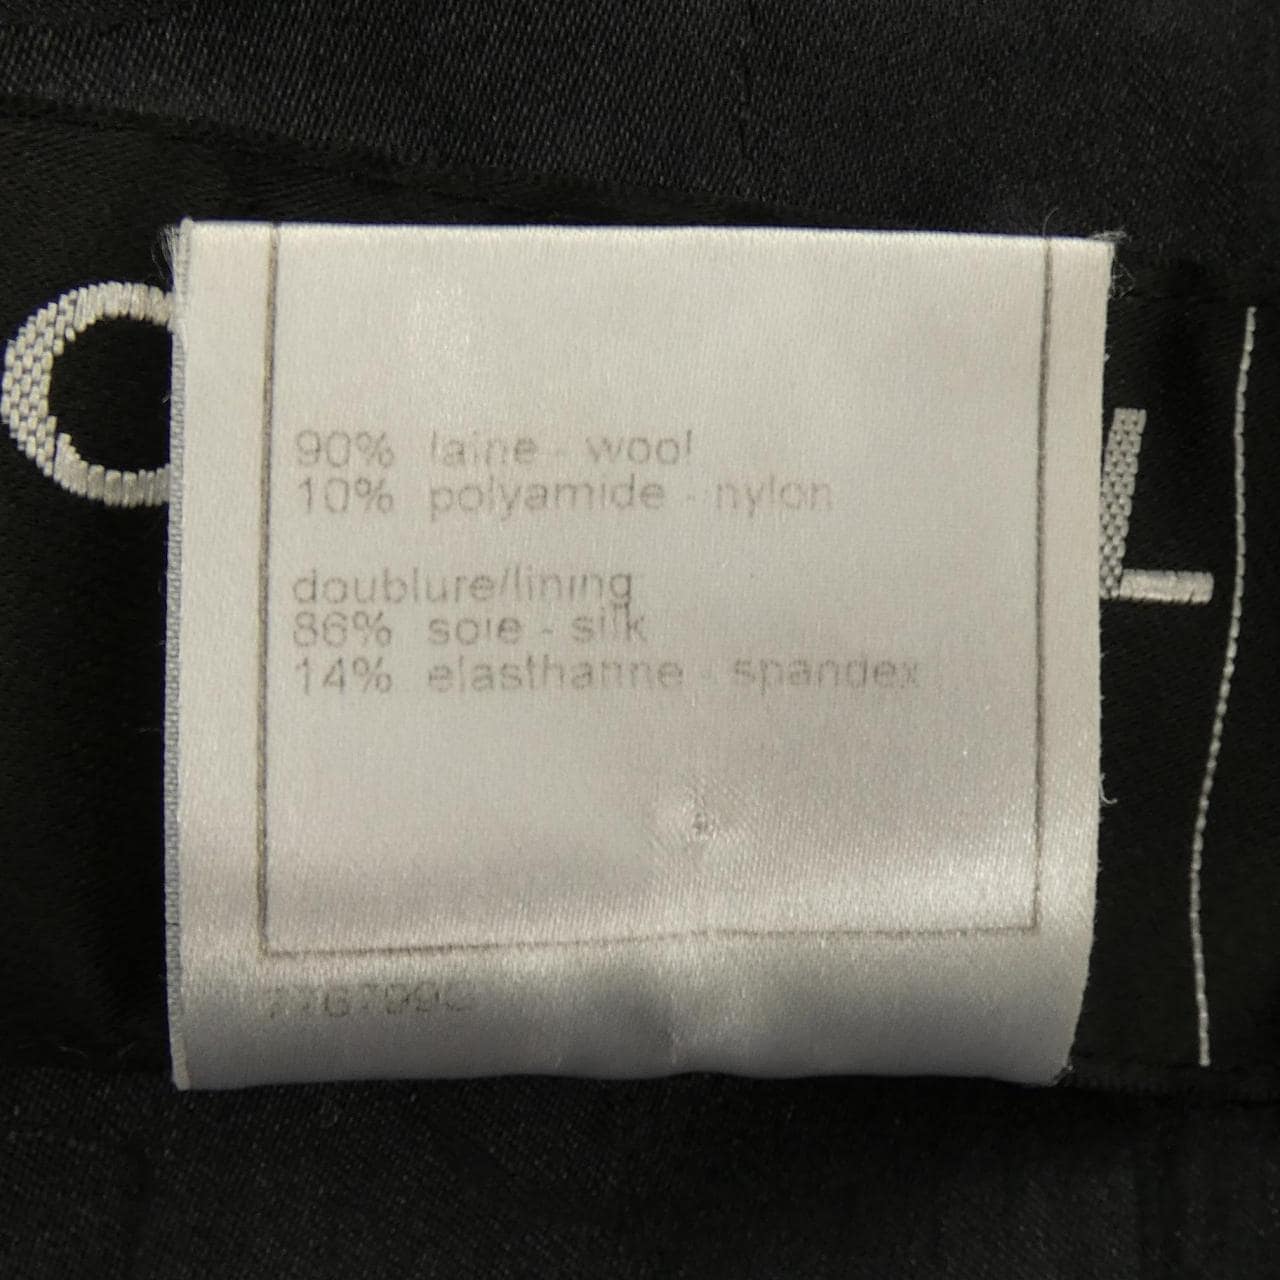 90% laine - wool
10% polyamide - nylon
doublure/lining
86% soie - silk
14% elasthanne - spandex